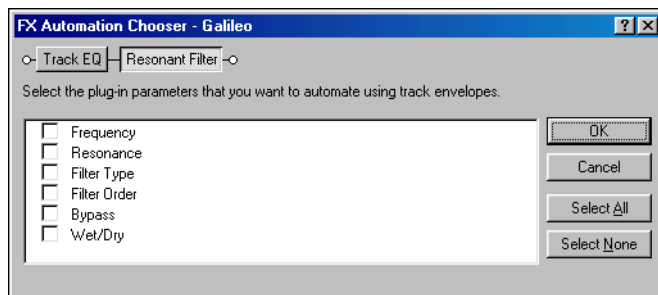 FX Automation Chooser - Galileo
Track EQ Resonant Filter
Select the plug-in parameters that you want to automate using track envelopes.
Frequency
Resonance
Filter Type
Filter Order
Bypass
Wet/Dry
OK
Cancel
Select All
Select None